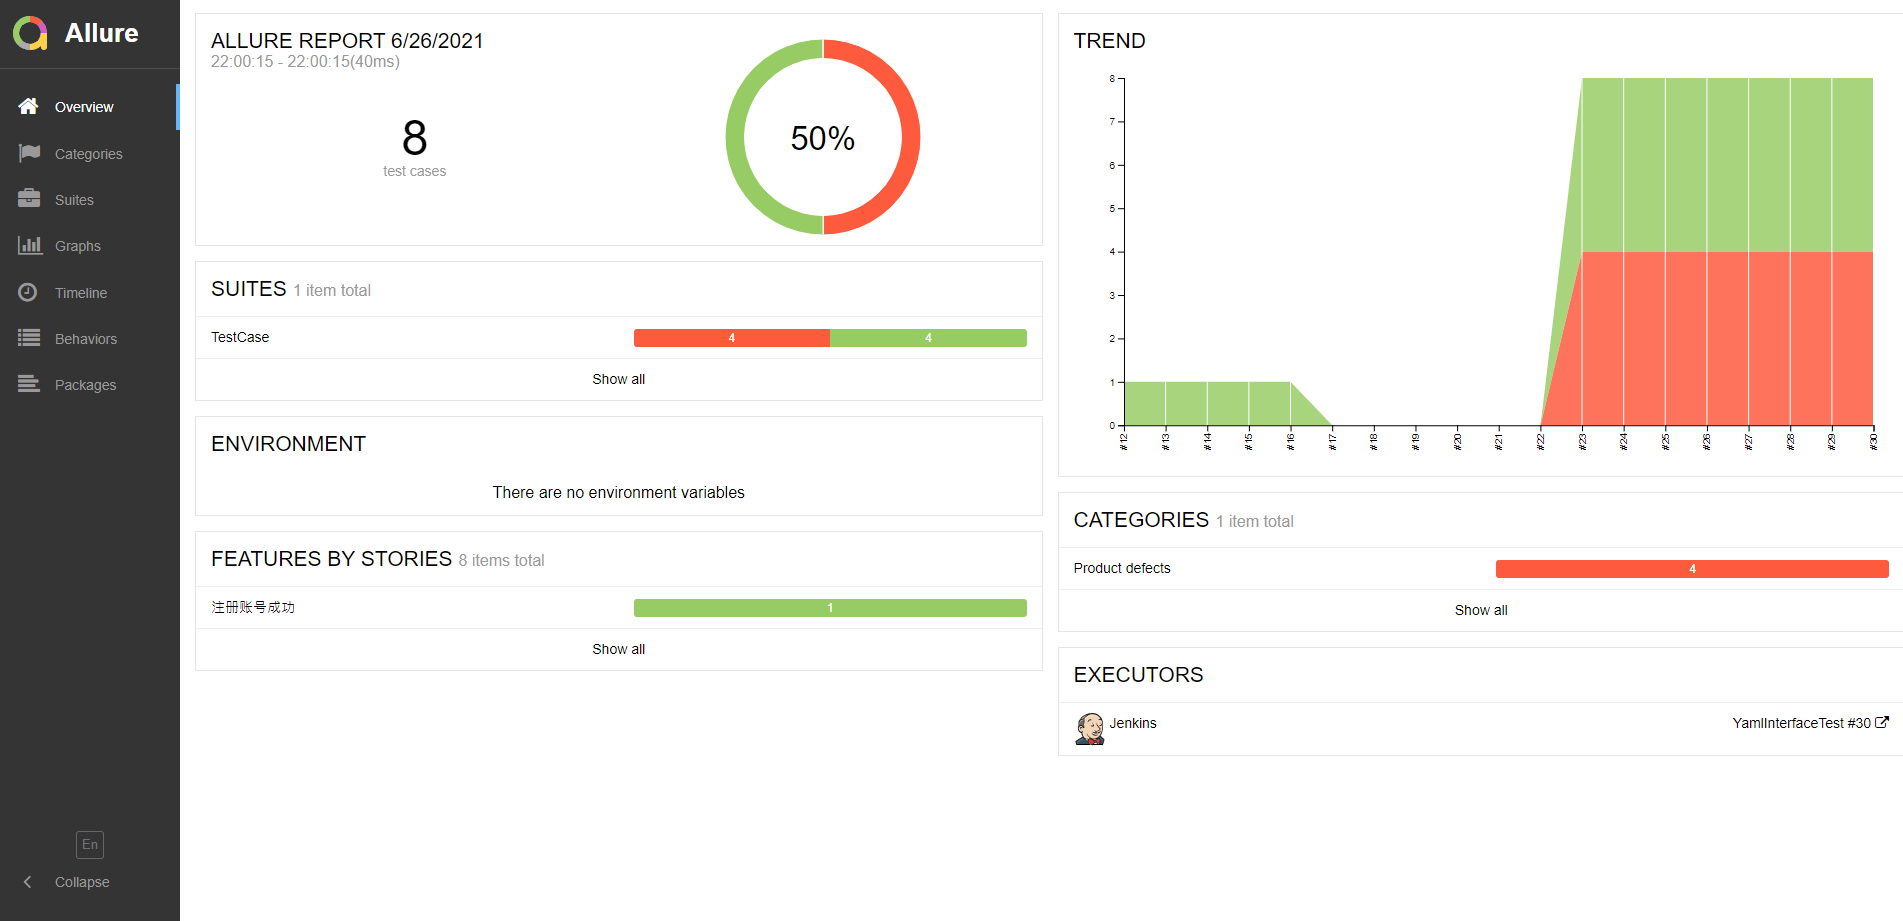 Allure
Overview
Categories
Suites
Graphs
Timeline
Behaviors
Packages
En
Collapse
ALLURE REPORT 6/26/2021
22:00:15 - 22:00:15(40ms)
8
test cases
50%
SUITES 1 item total
TestCase 4 4
Show all
ENVIRONMENT
There are no environment variables
FEATURES BY STORIES 8 items total
注册账号成功 1
Show all
TREND
8
7
6
5
4
3
2
1
0
#12 #13 #14 #15 #16 #17 #18 #19 #20 #21 #22 #23 #24 #25 #26 #27 #28 #29 #30
CATEGORIES 1 item total
Product defects 4
Show all
EXECUTORS
Jenkins YamlInterfaceTest #30